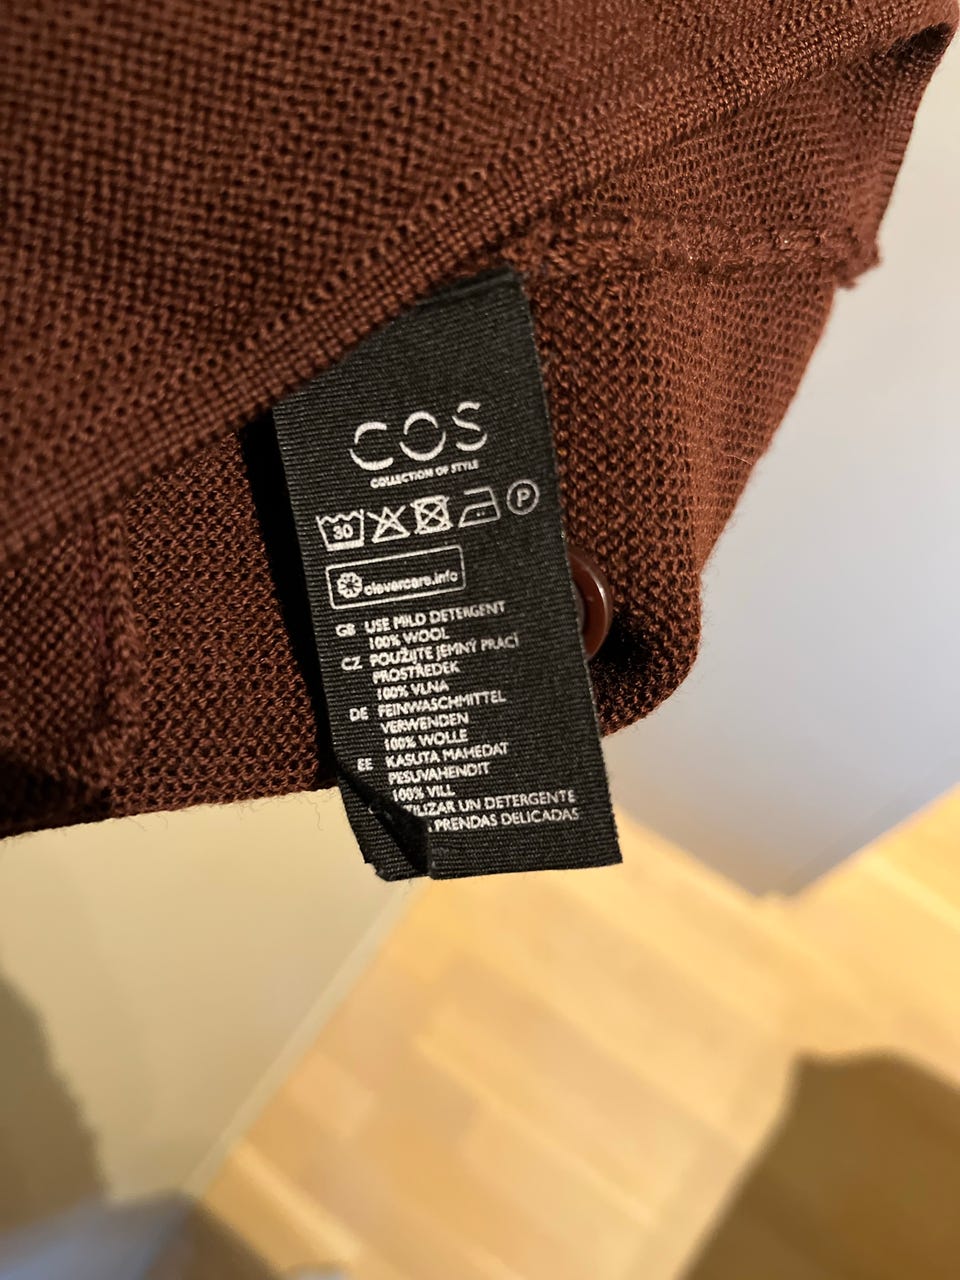 COS
COLLECTION OF STYLE
30 P
clevercare.info
GB USE MILD DETERGENT
100% WOOL
CZ POUŽIJTE JEMNÝ PRACÍ
PROSTŘEDEK
100% VLNA
DE FEINWASCHMITTEL
VERWENDEN
100% WOLLE
EE KASUTA MAHEDAT
PESUVAHENDIT
100% VILL
UN DETERGENTE
PRENDAS DELICADAS